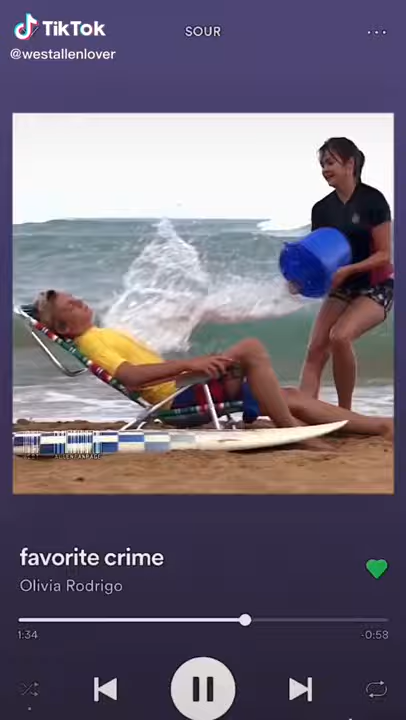 TikTok
SOUR
@westallenlover
favorite crime
Olivia Rodrigo
1:34
-0:58